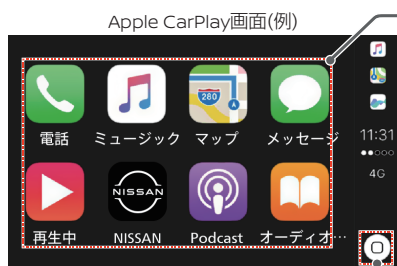 Apple CarPlay画面(例)
280
電話 ミュージック マップ メッセージ
11:31
4G
NISSAN
再生中 NISSAN Podcast オーディオ…